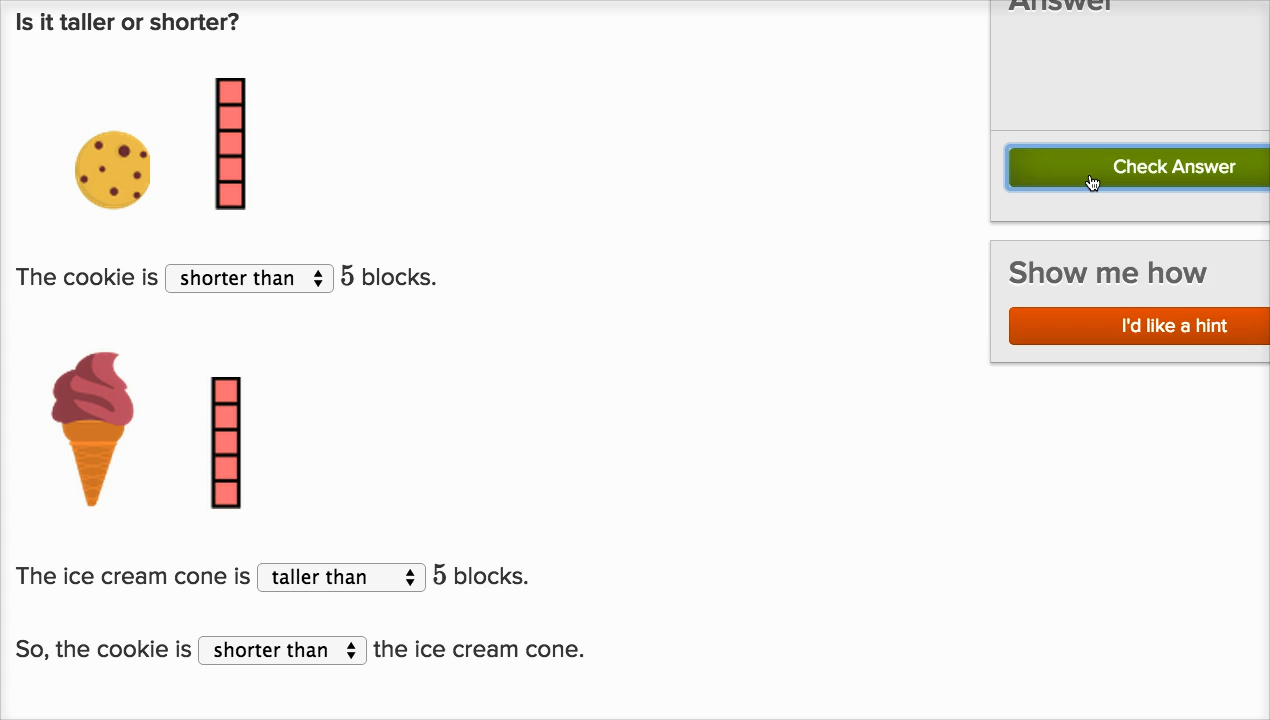 Is it taller or shorter?
Answer
Check Answer
The cookie is shorter than 5 blocks.
Show me how
I'd like a hint
The ice cream cone is taller than 5 blocks.
So, the cookie is shorter than the ice cream cone.